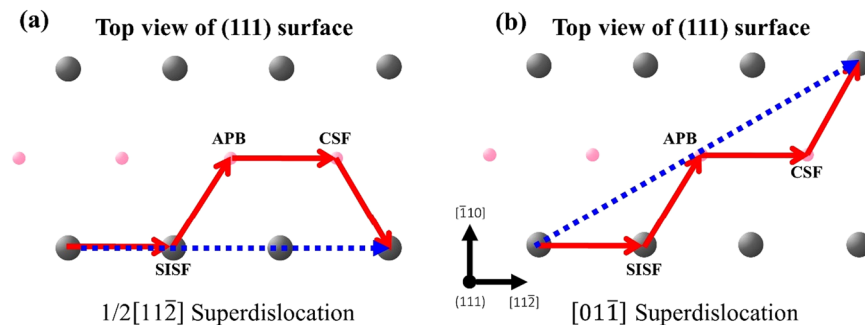 (a)
Top view of (111) surface
APB
CSF
SISF
1/2[112̄] Superdislocation
(b)
Top view of (111) surface
APB
CSF
SISF
[1̄10]
(111)
[112̄]
[011̄] Superdislocation